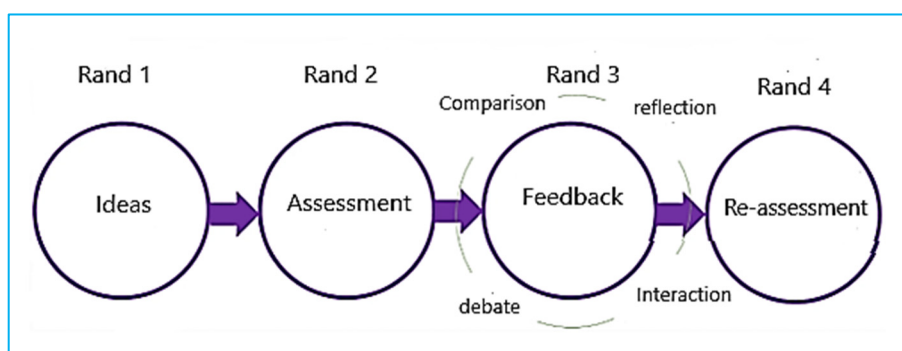 Rand 1
Rand 2
Rand 3
Rand 4
Comparison
reflection
Ideas
Assessment
Feedback
Re-assessment
debate
Interaction